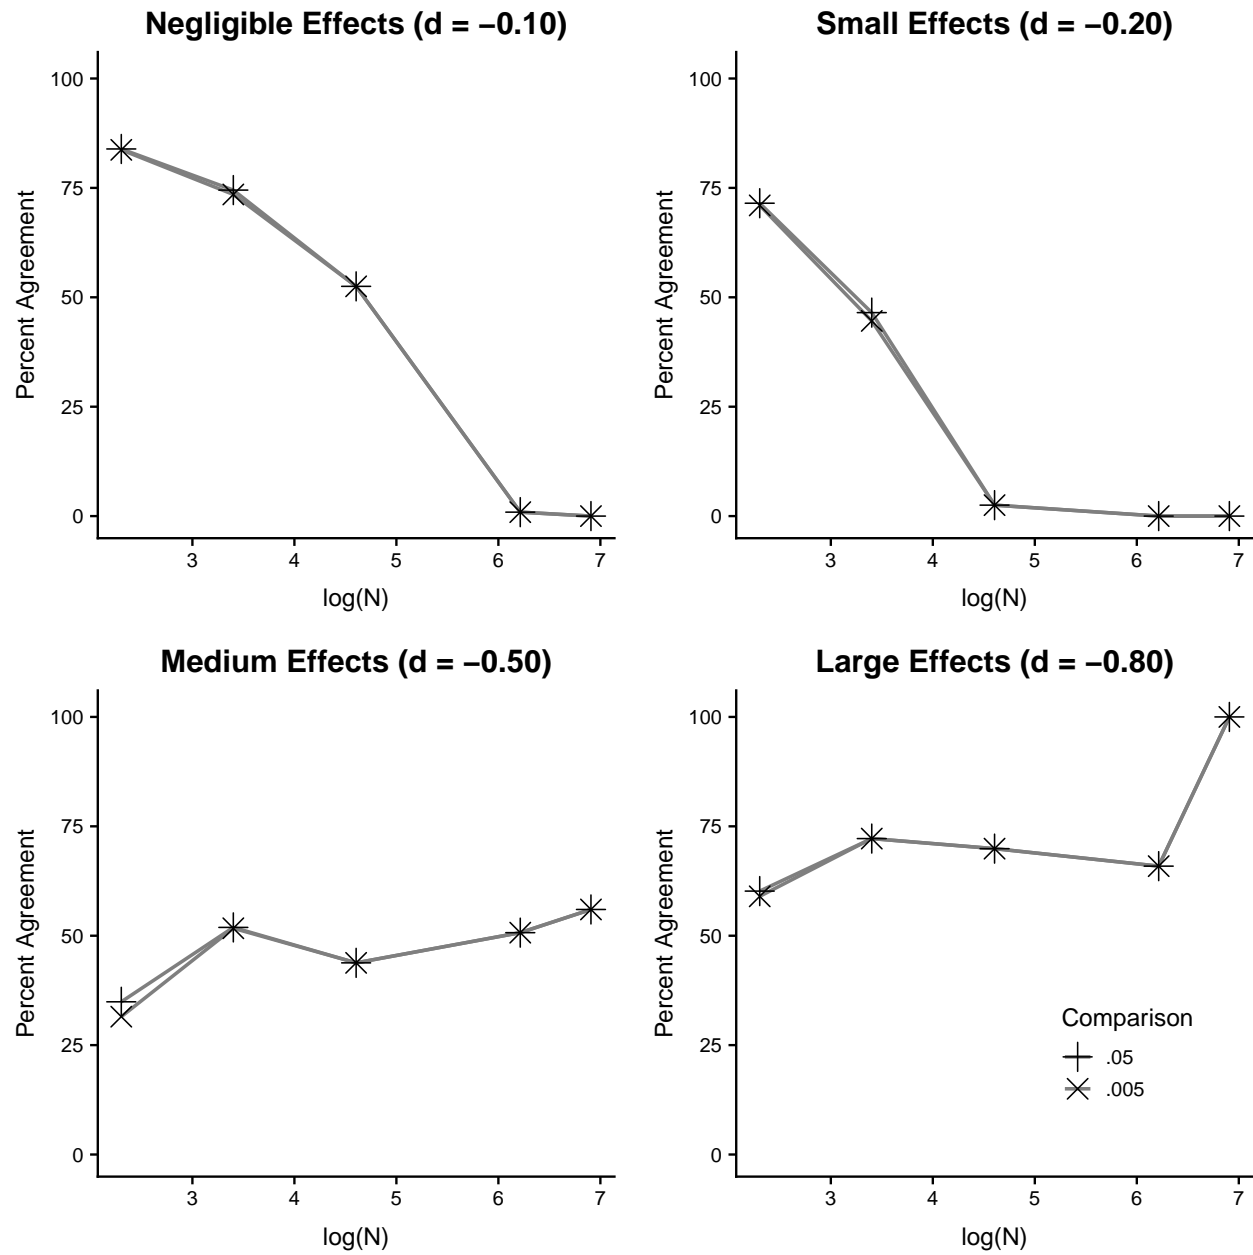 Negligible Effects (d = −0.10)
Percent Agreement
100
75
50
25
0
3 4 5 6 7
log(N)
Small Effects (d = −0.20)
Percent Agreement
100
75
50
25
0
3 4 5 6 7
log(N)
Medium Effects (d = −0.50)
Percent Agreement
100
75
50
25
0
3 4 5 6 7
log(N)
Large Effects (d = −0.80)
Percent Agreement
100
75
50
25
0
Comparison
.05
.005
3 4 5 6 7
log(N)